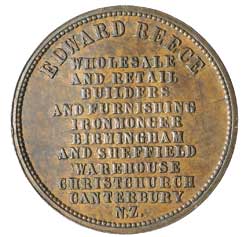 EDWARD REECE
WHOLESALE
AND RETAIL
BUILDERS
AND FURNISHING
IRONMONGER
BIRMINGHAM
AND SHEFFIELD
WAREHOUSE
CHRISTCHURCH
CANTERBURY
N.Z.